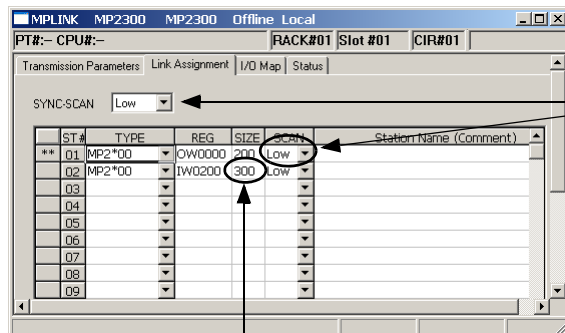 MPLINK MP2300 MP2300 Offline Local
PT#:– CPU#:– RACK#01 Slot #01 CIR#01
Transmission Parameters Link Assignment I/O Map Status
SYNC-SCAN Low
ST# TYPE REG SIZE SCAN Station Name (Comment)
** 01 MP2*00 OW0000 200 Low
02 MP2*00 IW0200 300 Low
03
04
05
06
07
08
09